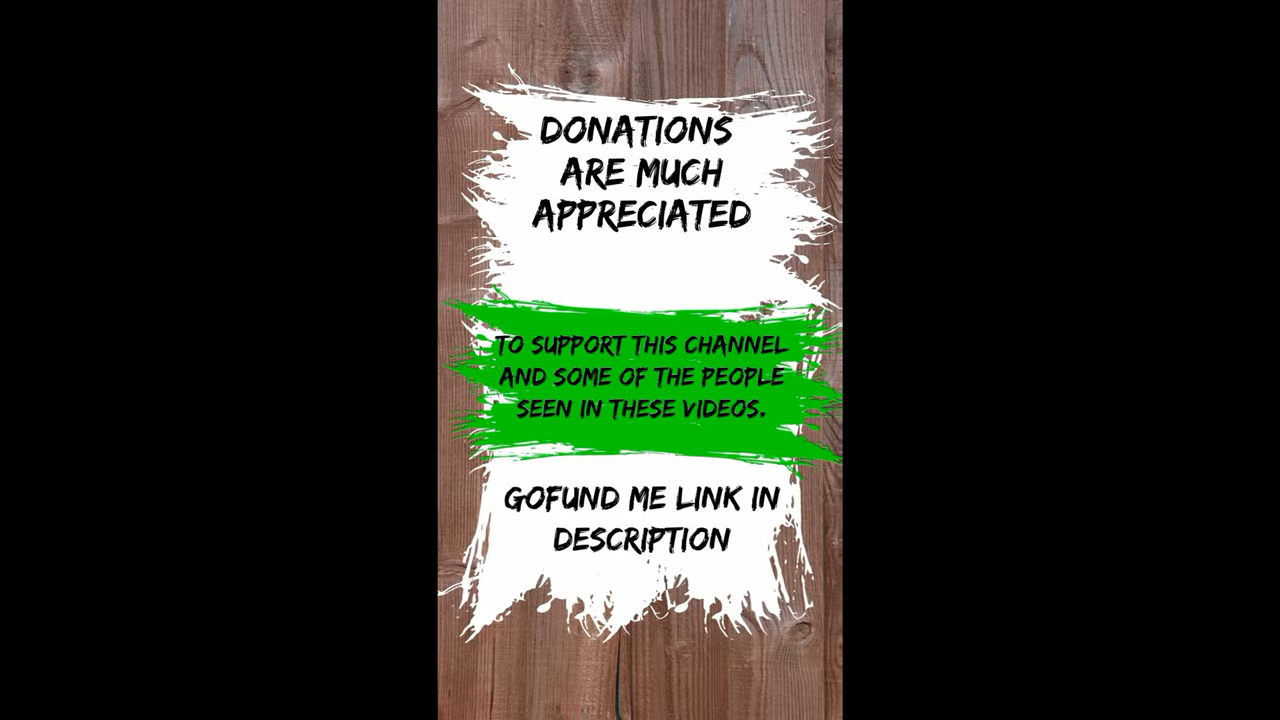 DONATIONS
ARE MUCH
APPRECIATED
TO SUPPORT THIS CHANNEL
AND SOME OF THE PEOPLE
SEEN IN THESE VIDEOS.
GOFUND ME LINK IN
DESCRIPTION